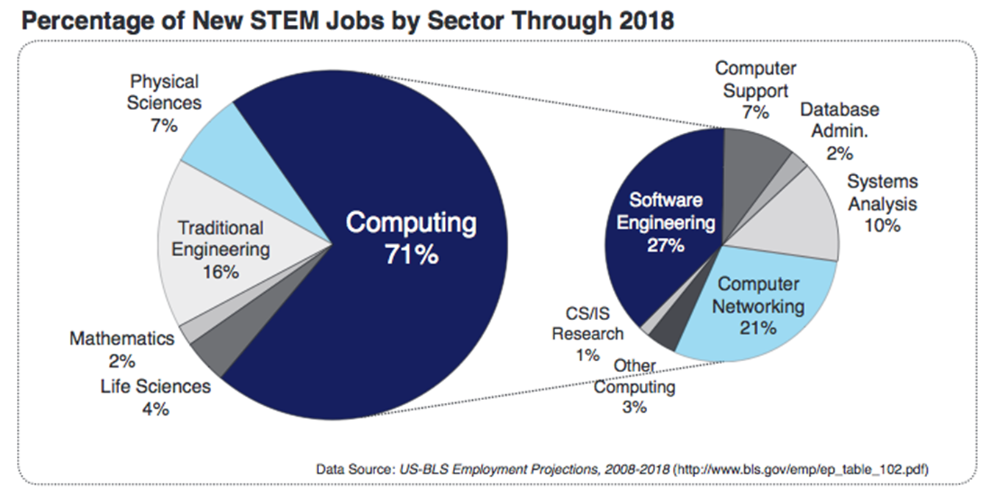 Percentage of New STEM Jobs by Sector Through 2018
Physical
Sciences
7%
Computing
71%
Traditional
Engineering
16%
Mathematics
2%
Life Sciences
4%
Computer
Support
7%
Database
Admin.
2%
Systems
Analysis
10%
Software
Engineering
27%
Computer
Networking
21%
CS/IS
Research
1%
Other
Computing
3%
Data Source: US-BLS Employment Projections, 2008-2018 (http://www.bls.gov/emp/ep_table_102.pdf)